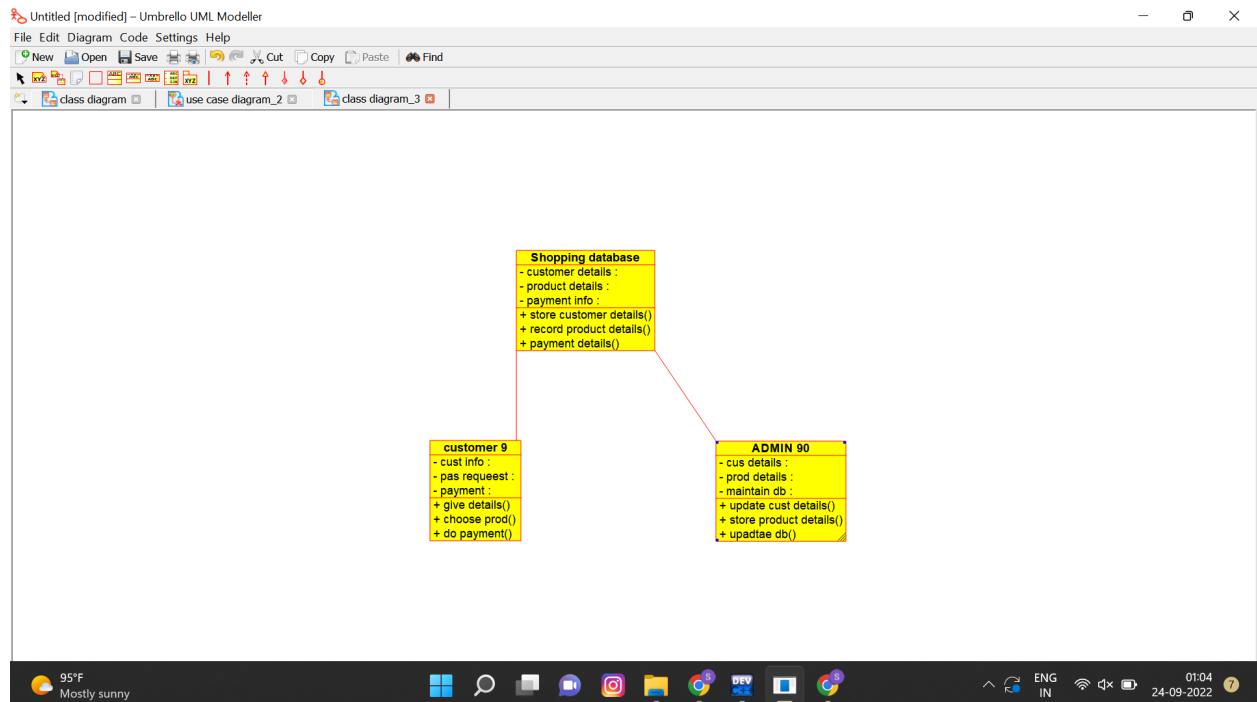 Untitled [modified] – Umbrello UML Modeller
File Edit Diagram Code Settings Help
New Open Save Cut Copy Paste Find
class diagram use case diagram_2 class diagram_3
Shopping database
- customer details :
- product details :
- payment info :
+ store customer details()
+ record product details()
+ payment details()
customer 9
- cust info :
- pas requeest :
- payment :
+ give details()
+ choose prod()
+ do payment()
ADMIN 90
- cus details :
- prod details :
- maintain db :
+ update cust details()
+ store product details()
+ upadtae db()
95°F
Mostly sunny
S
DEV
C++
S
ENG
IN
01:04
24-09-2022
7